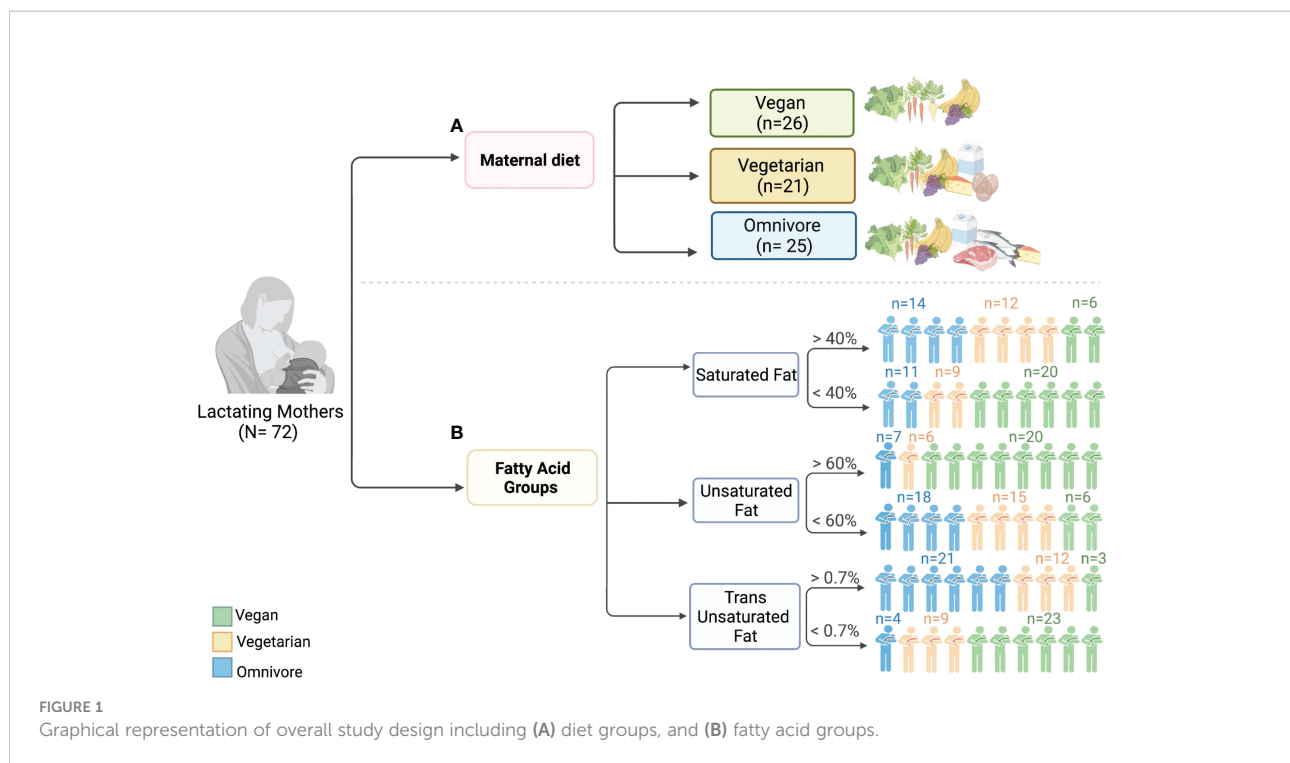 A
Maternal diet
Vegan
(n=26)
Vegetarian
(n=21)
Omnivore
(n= 25)
Lactating Mothers
(N= 72)
B
Fatty Acid
Groups
Saturated Fat
> 40%
n=14 n=12 n=6
< 40%
n=11 n=9 n=20
Unsaturated
Fat
> 60%
n=7 n=6 n=20
< 60%
n=18 n=15 n=6
Trans
Unsaturated
Fat
> 0.7%
n=21 n=12 n=3
< 0.7%
n=4 n=9 n=23
Vegan
Vegetarian
Omnivore
FIGURE 1
Graphical representation of overall study design including (A) diet groups, and (B) fatty acid groups.